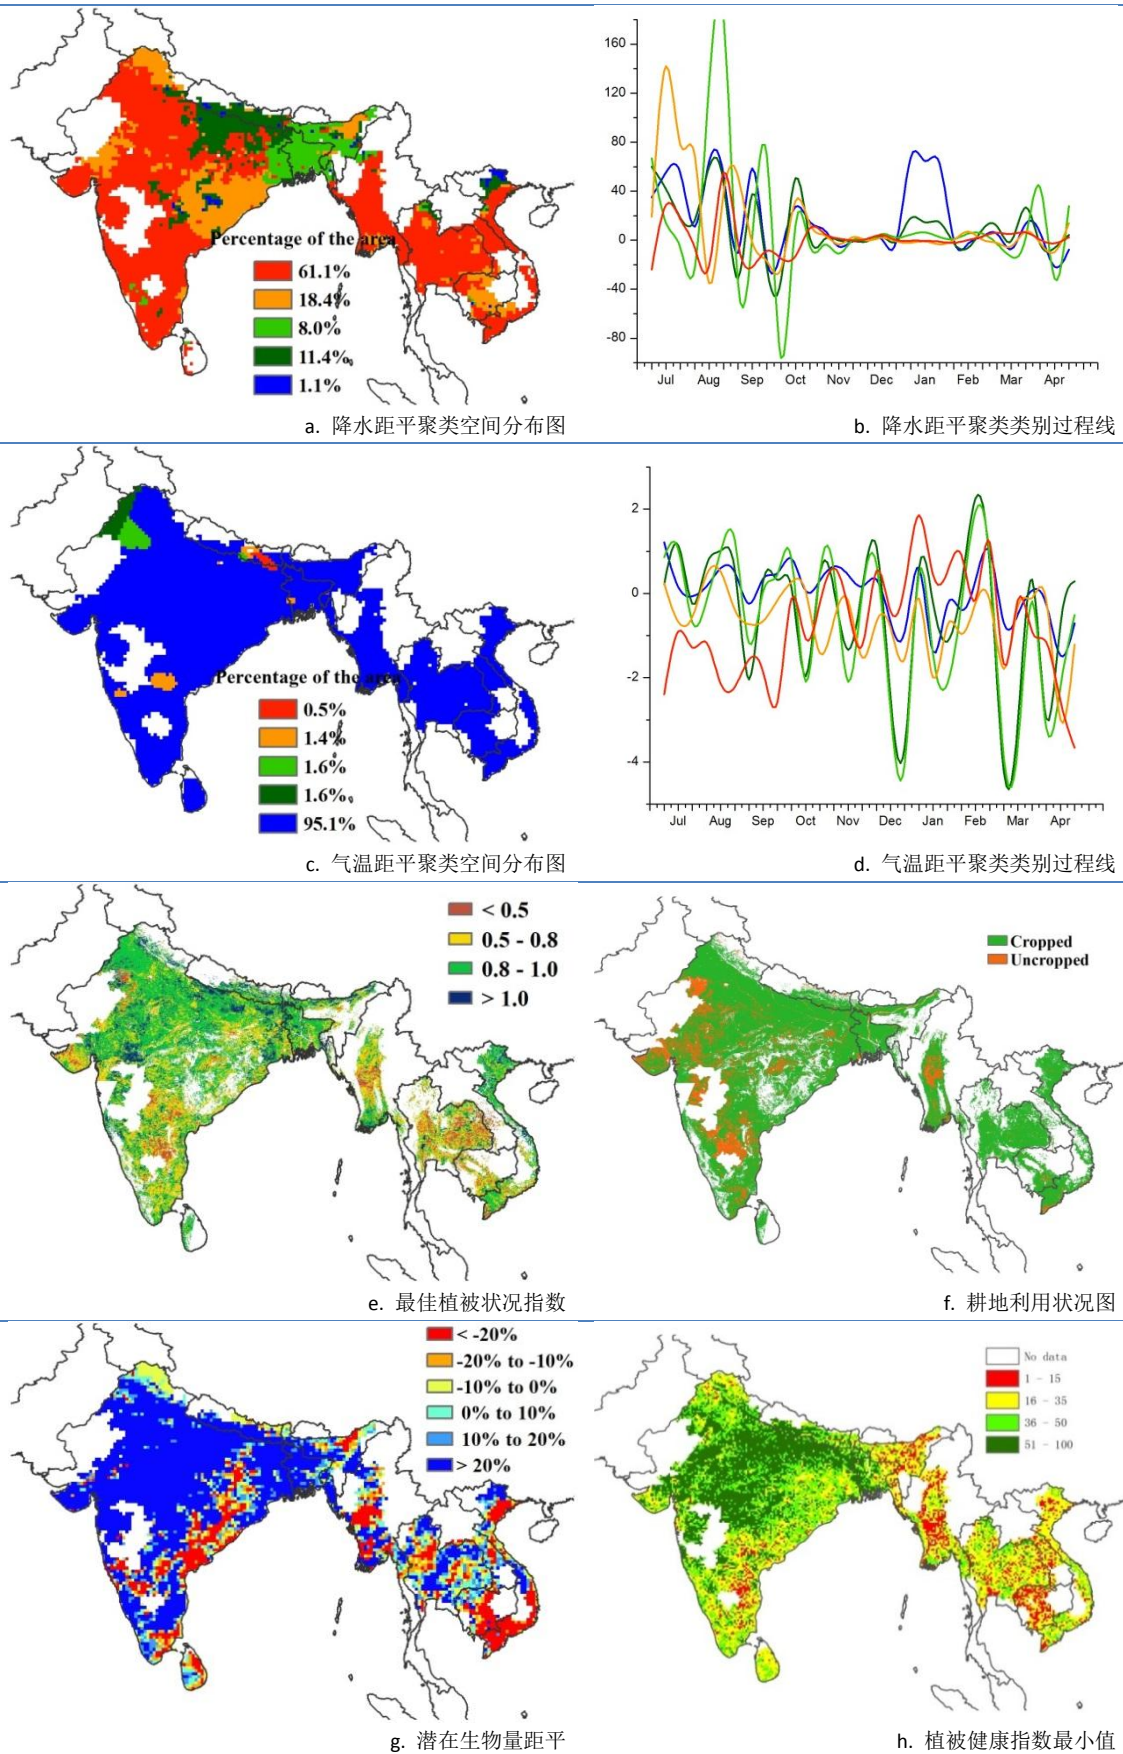 Percentage of the area
61.1%
18.4%
8.0%
11.4%
1.1%
a. 降水距平聚类空间分布图
160
120
80
40
0
-40
-80
Jul Aug Sep Oct Nov Dec Jan Feb Mar Apr
b. 降水距平聚类类别过程线
Percentage of the area
0.5%
1.4%
1.6%
1.6%
95.1%
c. 气温距平聚类空间分布图
2
0
-2
-4
Jul Aug Sep Oct Nov Dec Jan Feb Mar Apr
d. 气温距平聚类类别过程线
< 0.5
0.5 - 0.8
0.8 - 1.0
> 1.0
e. 最佳植被状况指数
Cropped
Uncropped
f. 耕地利用状况图
< -20%
-20% to -10%
-10% to 0%
0% to 10%
10% to 20%
> 20%
g. 潜在生物量距平
No data
1 - 15
16 - 35
36 - 50
51 - 100
h. 植被健康指数最小值